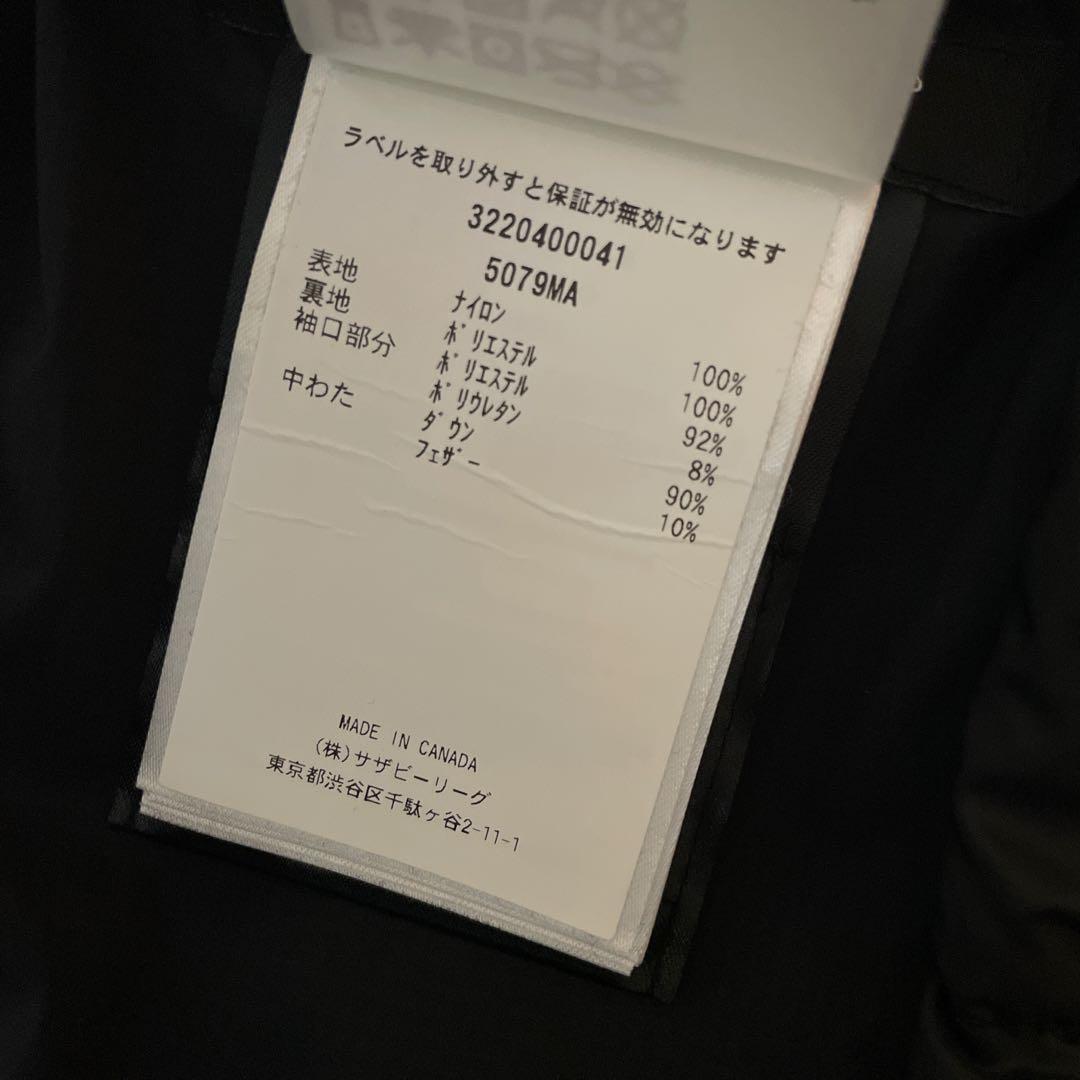 ラベルを取り外すと保証が無効になります
3220400041
5079MA
表地 ナイロン 100%
裏地 ポリエステル 100%
袖口部分 ポリエステル 92%
ポリウレタン 8%
中わた ダウン 90%
フェザー 10%
MADE IN CANADA
(株)サザビーリーグ
東京都渋谷区千駄ヶ谷2-11-1